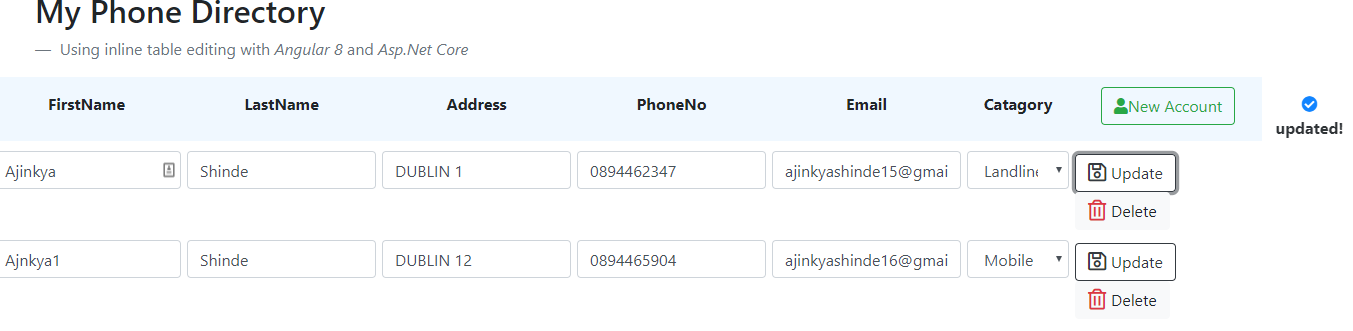 My Phone Directory
— Using inline table editing with Angular 8 and Asp.Net Core
FirstName LastName Address PhoneNo Email Catagory New Account
updated!
Ajinkya Shinde DUBLIN 1 0894462347 ajinkyashinde15@gmai Landline Update
Delete
Ajnkya1 Shinde DUBLIN 12 0894465904 ajinkyashinde16@gmai Mobile Update
Delete